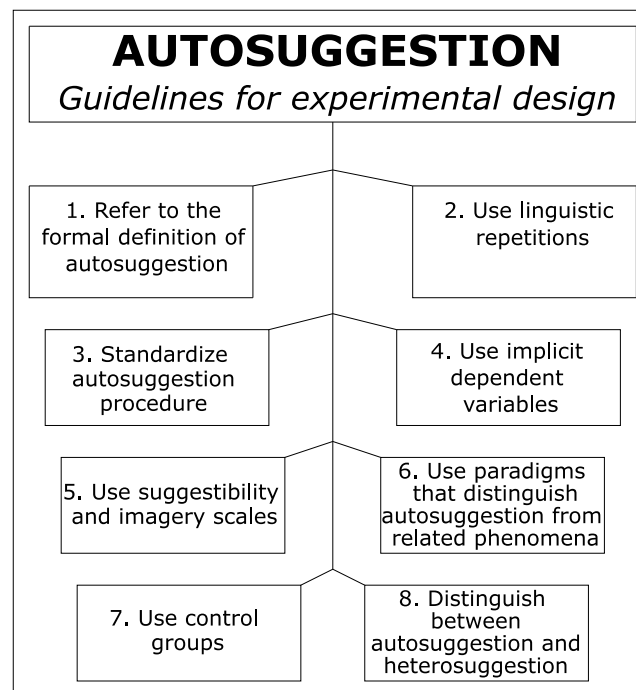 AUTOSUGGESTION
Guidelines for experimental design
1. Refer to the
formal definition of
autosuggestion
2. Use linguistic
repetitions
3. Standardize
autosuggestion
procedure
4. Use implicit
dependent
variables
5. Use suggestibility
and imagery scales
6. Use paradigms
that distinguish
autosuggestion from
related phenomena
7. Use control
groups
8. Distinguish
between
autosuggestion and
heterosuggestion